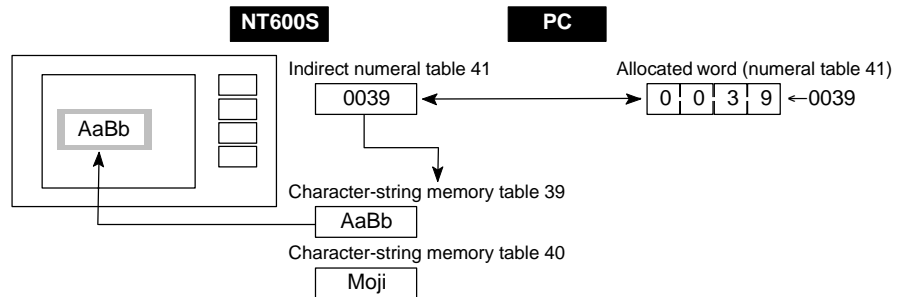 NT600S PC
Indirect numeral table 41 Allocated word (numeral table 41)
0039 0 0 3 9 ←0039
AaBb
Character-string memory table 39
AaBb
Character-string memory table 40
Moji